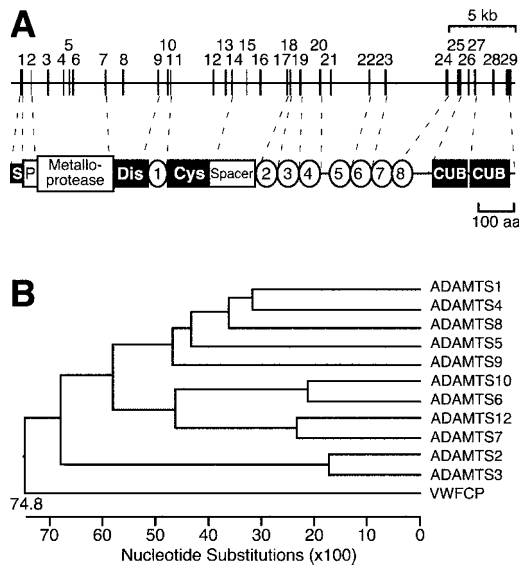 A
5 kb
5 10 13 15 18 20 25 27
1 2 3 4 6 7 8 9 11 12 14 16 17 19 21 22 23 24 26 28 29
S P Metallo-protease Dis 1 Cys Spacer 2 3 4 5 6 7 8 CUB CUB
100 aa
B
ADAMTS1
ADAMTS4
ADAMTS8
ADAMTS5
ADAMTS9
ADAMTS10
ADAMTS6
ADAMTS12
ADAMTS7
ADAMTS2
ADAMTS3
VWFCP
74.8
70 60 50 40 30 20 10 0
Nucleotide Substitutions (x100)